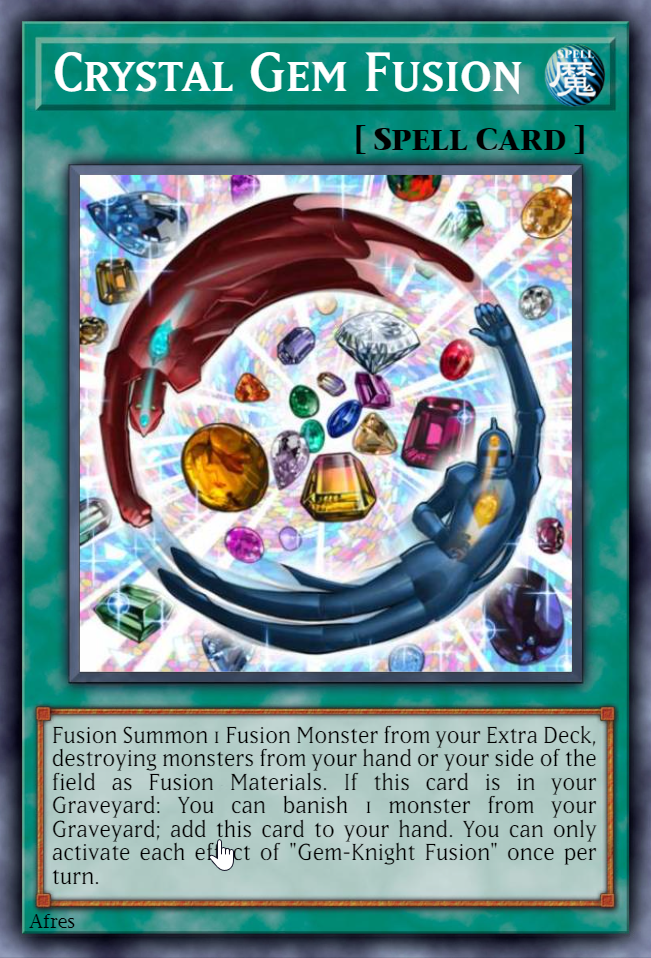 Crystal Gem Fusion
SPELL
魔
[ Spell Card ]
Fusion Summon 1 Fusion Monster from your Extra Deck,
destroying monsters from your hand or your side of the
field as Fusion Materials. If this card is in your
Graveyard: You can banish 1 monster from your
Graveyard; add this card to your hand. You can only
activate each effect of "Gem-Knight Fusion" once per
turn.
Afres